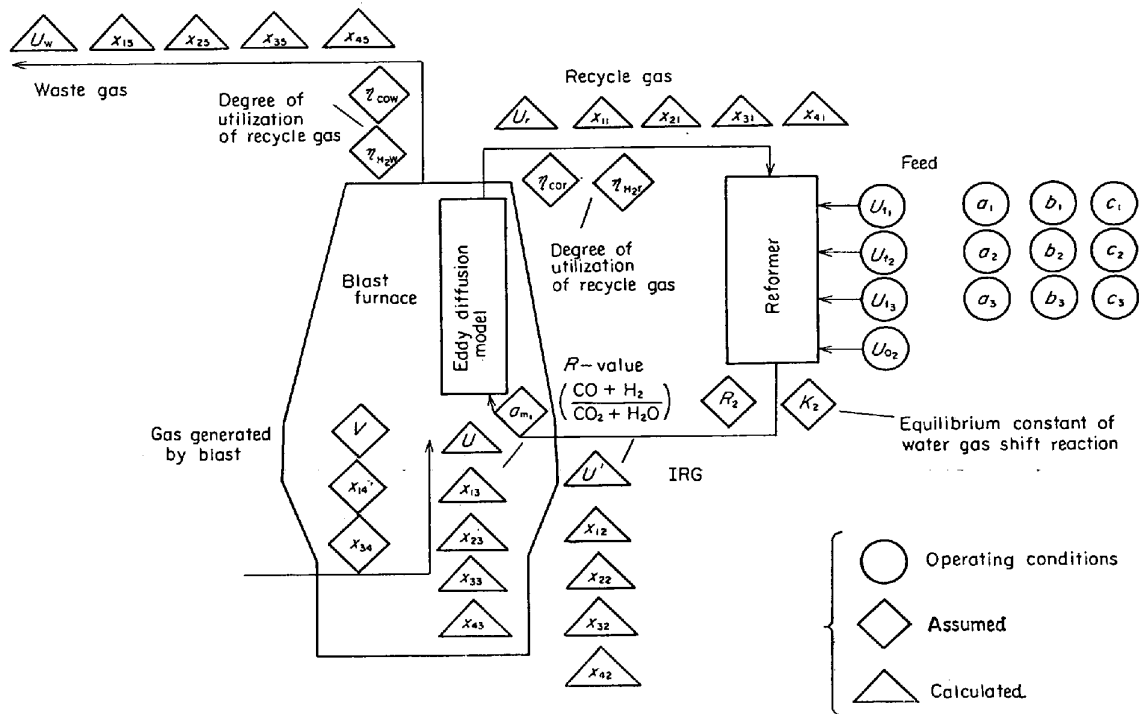 U_w x_15 x_25 x_35 x_45
Waste gas
Degree of
utilization
of recycle gas
η_COW
η_H₂W
Recycle gas
U_r x_11 x_21 x_31 x_41
η_cor η_H₂r
Degree of
utilization
of recycle gas
Feed
U_f1 a_1 b_1 c_1
U_f2 a_2 b_2 c_2
U_f3 a_3 b_3 c_3
U_O2
Reformer
Blast
furnace
Eddy diffusion
model
R-value
(CO + H₂ / CO₂ + H₂O)
a_m1
R_2
K_2
Equilibrium constant of
water gas shift reaction
Gas generated
by blast
V
x_14
x_34
U
x_13
x_23
x_33
x_43
U'
IRG
x_12
x_22
x_32
x_42
Operating conditions
Assumed
Calculated